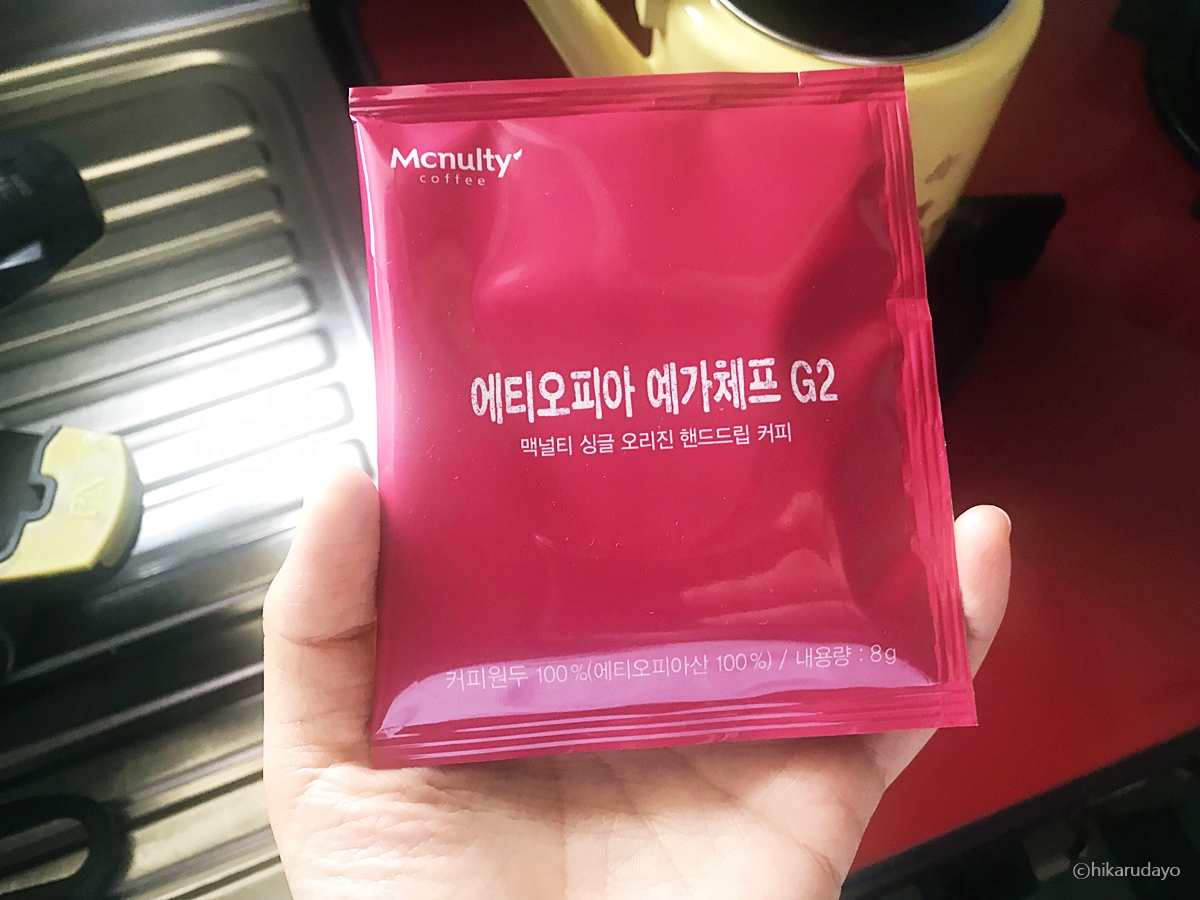 Mcnulty
coffee
에티오피아 예가체프 G2
맥널티 싱글 오리진 핸드드립 커피
커피원두 100%(에티오피아산 100%) / 내용량 : 8g
ⓒhikarudayo